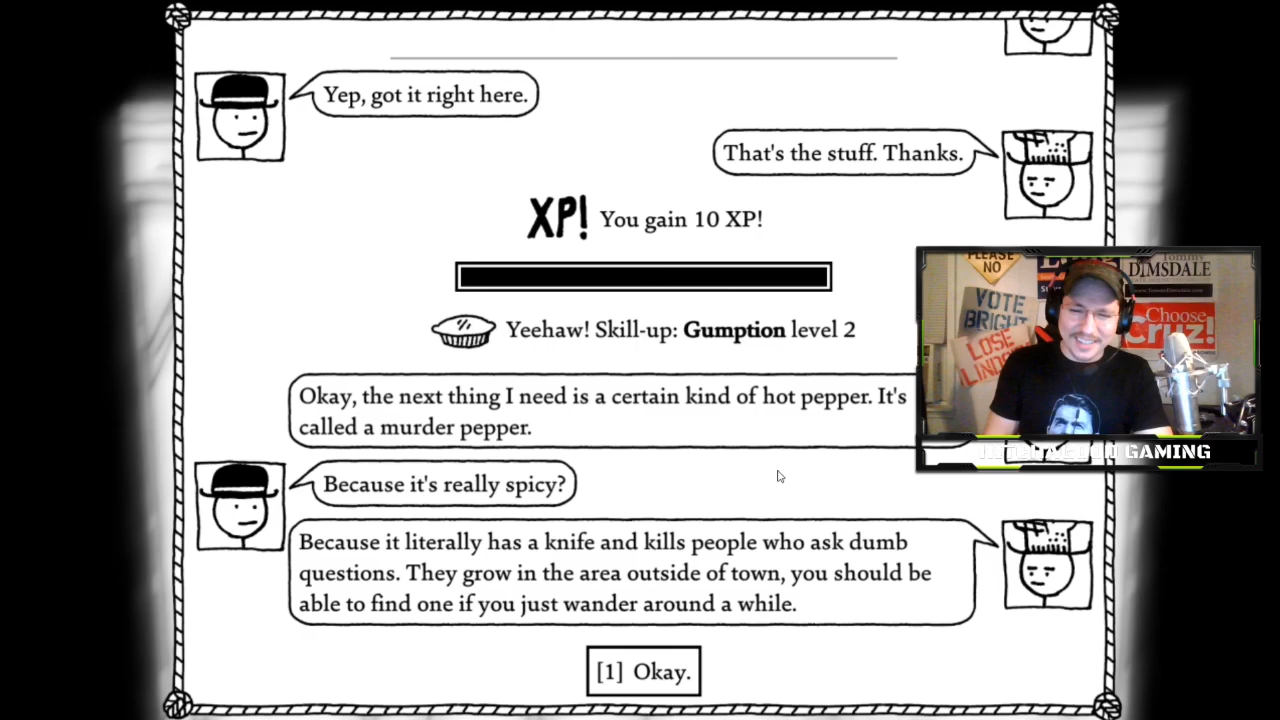 Yep, got it right here.
That's the stuff. Thanks.
XP! You gain 10 XP!
Yeehaw! Skill-up: Gumption level 2
Okay, the next thing I need is a certain kind of hot pepper. It's
called a murder pepper.
Because it's really spicy?
Because it literally has a knife and kills people who ask dumb
questions. They grow in the area outside of town, you should be
able to find one if you just wander around a while.
[1] Okay.
PLEASE
NO
VOTE
BRIGHT
LOSE
Tommy
DIMSDALE
Choose
Cruz!
GAMING